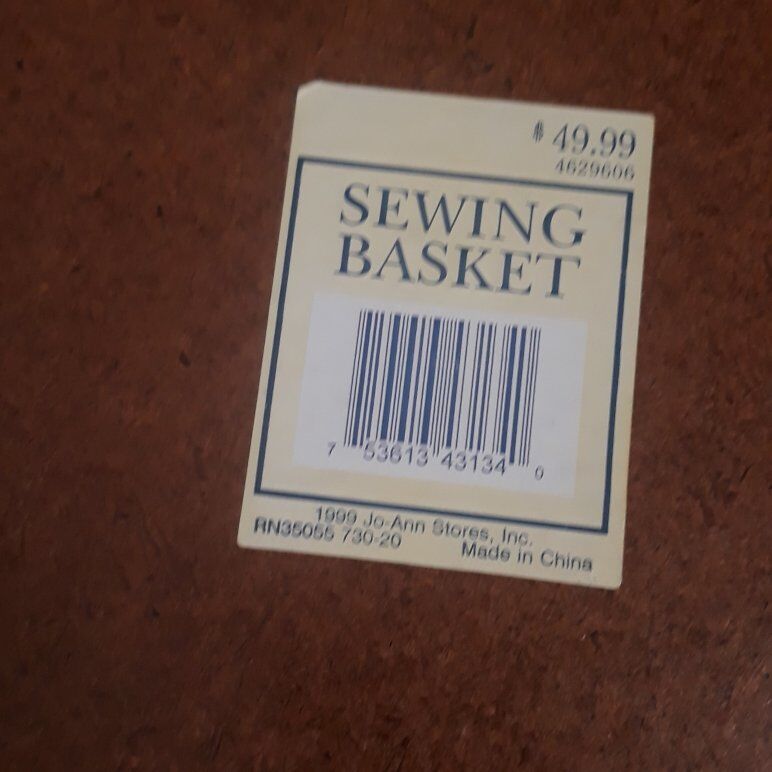 $ 49.99
4629606
SEWING
BASKET
7 53613 43134 0
1999 Jo-Ann Stores, Inc.
RN35055 730-20 Made in China